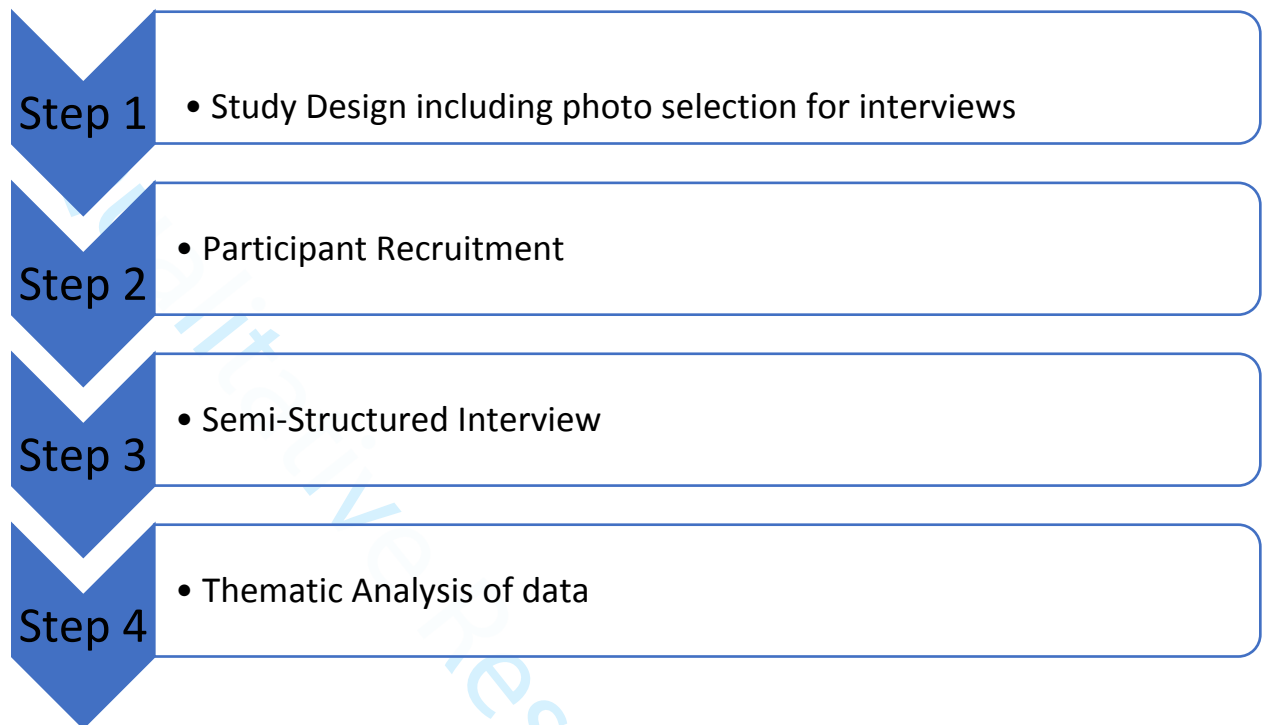 Step 1
• Study Design including photo selection for interviews
Step 2
• Participant Recruitment
Step 3
• Semi-Structured Interview
Step 4
• Thematic Analysis of data